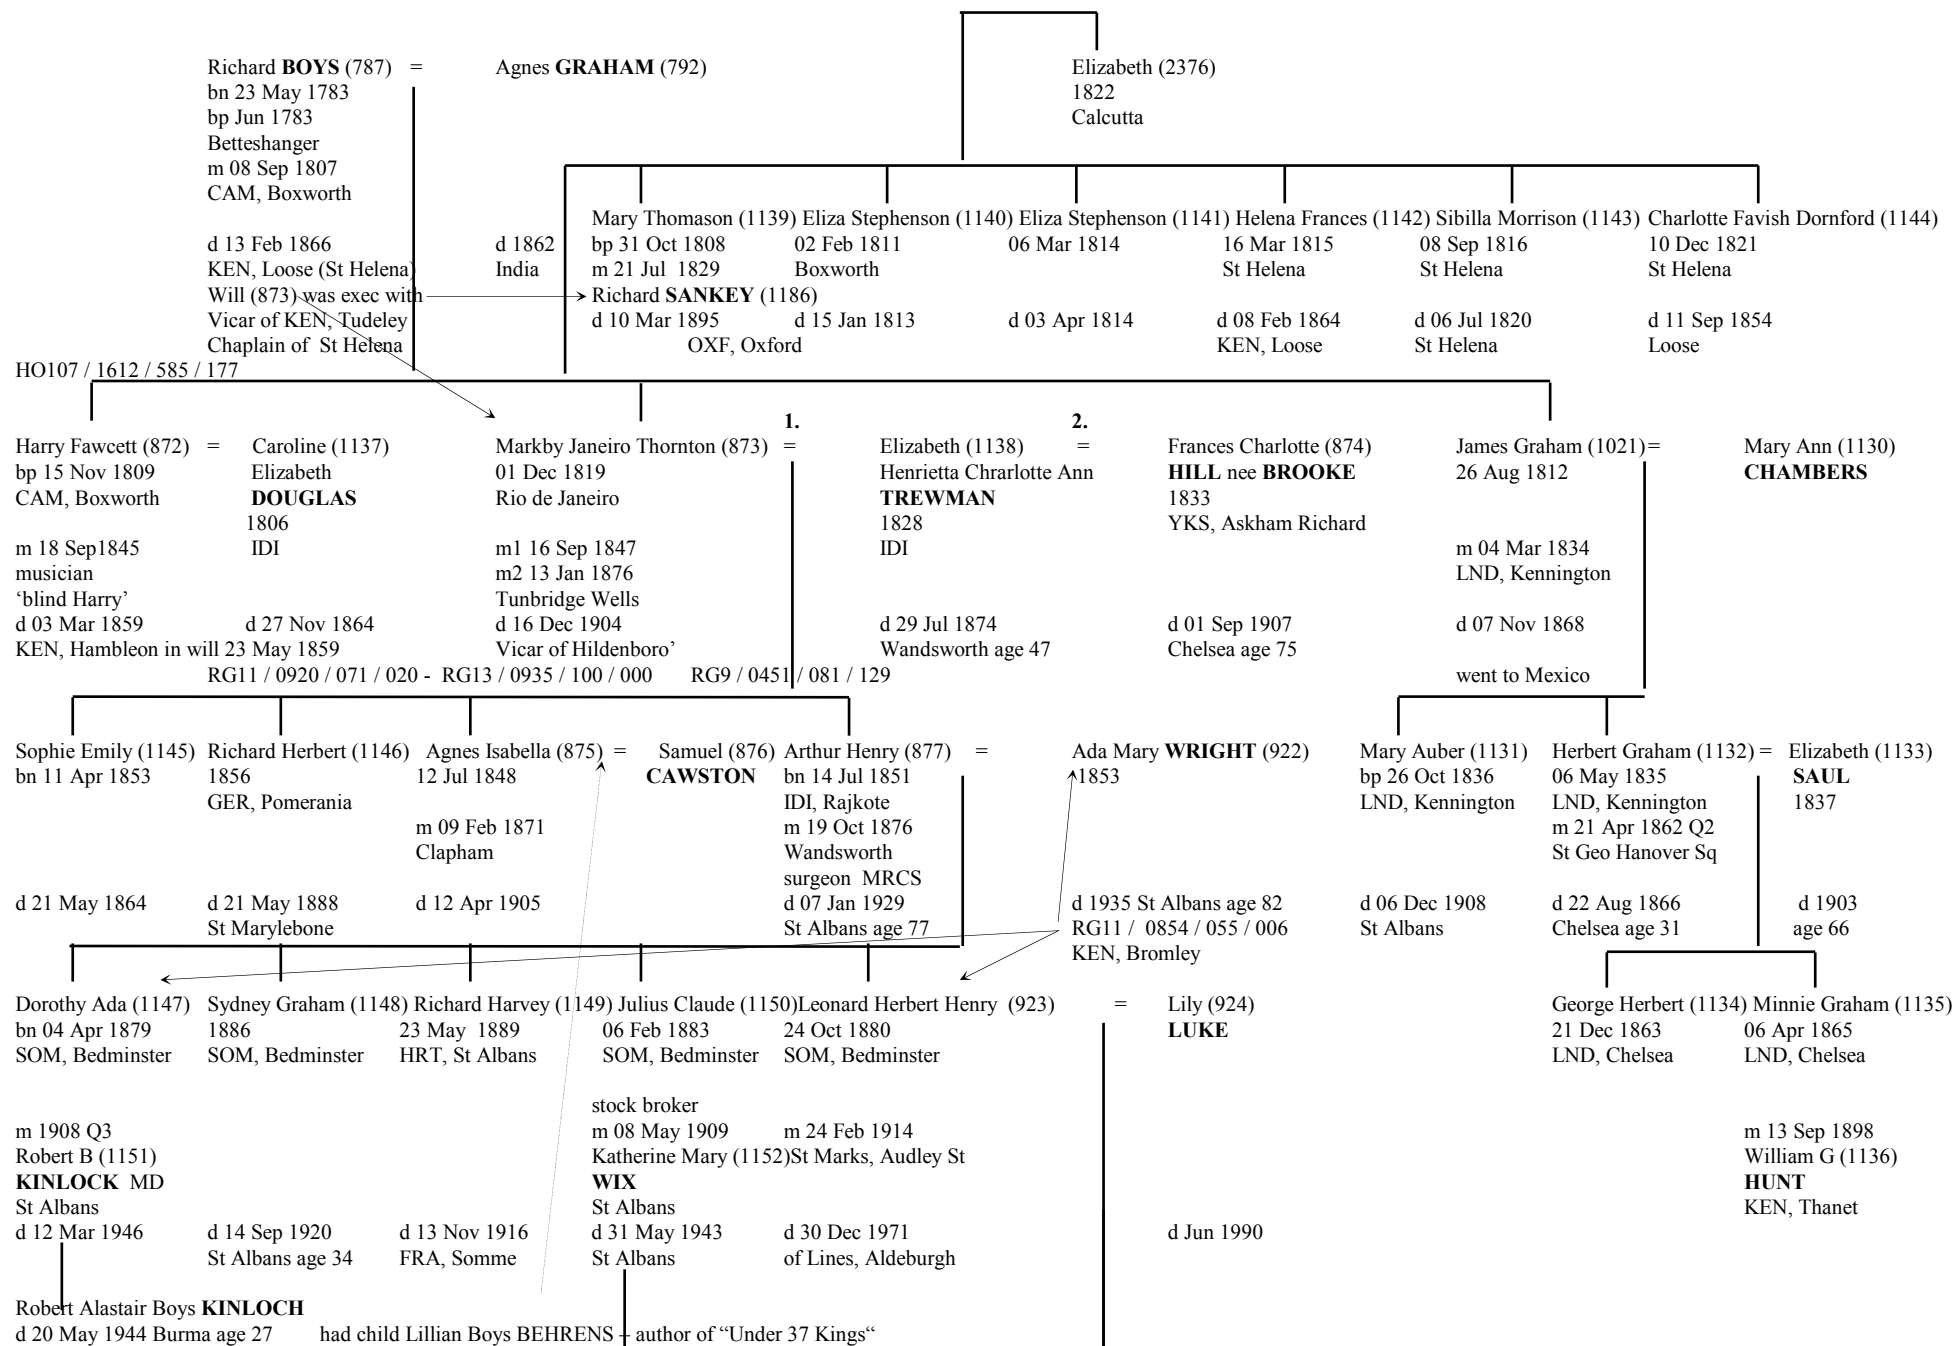 Richard BOYS (787) =
bn 23 May 1783
bp Jun 1783
Betteshanger
m 08 Sep 1807
CAM, Boxworth
d 13 Feb 1866
KEN, Loose (St Helena)
Will (873) was exec with
Vicar of KEN, Tudeley
Chaplain of St Helena
Agnes GRAHAM (792)
d 1862
India
Elizabeth (2376)
1822
Calcutta
Mary Thomason (1139)
bp 31 Oct 1808
m 21 Jul 1829
Richard SANKEY (1186)
d 10 Mar 1895
OXF, Oxford
Eliza Stephenson (1140)
02 Feb 1811
Boxworth
d 15 Jan 1813
Eliza Stephenson (1141)
06 Mar 1814
d 03 Apr 1814
Helena Frances (1142)
16 Mar 1815
St Helena
d 08 Feb 1864
KEN, Loose
Sibilla Morrison (1143)
08 Sep 1816
St Helena
d 06 Jul 1820
St Helena
Charlotte Favish Dornford (1144)
10 Dec 1821
St Helena
d 11 Sep 1854
Loose
HO107 / 1612 / 585 / 177
Harry Fawcett (872) =
bp 15 Nov 1809
CAM, Boxworth
m 18 Sep1845
musician
‘blind Harry’
d 03 Mar 1859
KEN, Hambleon in will 23 May 1859
Caroline (1137)
Elizabeth
DOUGLAS
1806
IDI
d 27 Nov 1864
Markby Janeiro Thornton (873) =
01 Dec 1819
Rio de Janeiro
m1 16 Sep 1847
m2 13 Jan 1876
Tunbridge Wells
d 16 Dec 1904
Vicar of Hildenboro’
1.
Elizabeth (1138) =
Henrietta Chrarlotte Ann
TREWMAN
1828
IDI
d 29 Jul 1874
Wandsworth age 47
2.
Frances Charlotte (874)
HILL nee BROOKE
1833
YKS, Askham Richard
d 01 Sep 1907
Chelsea age 75
James Graham (1021) =
26 Aug 1812
m 04 Mar 1834
LND, Kennington
d 07 Nov 1868
went to Mexico
Mary Ann (1130)
CHAMBERS
RG11 / 0920 / 071 / 020 - RG13 / 0935 / 100 / 000 RG9 / 0451 / 081 / 129
Sophie Emily (1145)
bn 11 Apr 1853
d 21 May 1864
Richard Herbert (1146)
1856
GER, Pomerania
d 21 May 1888
St Marylebone
Agnes Isabella (875) =
12 Jul 1848
m 09 Feb 1871
Clapham
d 12 Apr 1905
Samuel (876)
CAWSTON
Arthur Henry (877) =
bn 14 Jul 1851
IDI, Rajkote
m 19 Oct 1876
Wandsworth
surgeon MRCS
d 07 Jan 1929
St Albans age 77
Ada Mary WRIGHT (922)
1853
d 1935 St Albans age 82
RG11 / 0854 / 055 / 006
KEN, Bromley
Mary Auber (1131)
bp 26 Oct 1836
LND, Kennington
d 06 Dec 1908
St Albans
Herbert Graham (1132) =
06 May 1835
LND, Kennington
m 21 Apr 1862 Q2
St Geo Hanover Sq
d 22 Aug 1866
Chelsea age 31
Elizabeth (1133)
SAUL
1837
d 1903
age 66
Dorothy Ada (1147)
bn 04 Apr 1879
SOM, Bedminster
m 1908 Q3
Robert B (1151)
KINLOCK MD
St Albans
d 12 Mar 1946
Sydney Graham (1148)
1886
SOM, Bedminster
d 14 Sep 1920
St Albans age 34
Richard Harvey (1149)
23 May 1889
HRT, St Albans
d 13 Nov 1916
FRA, Somme
Julius Claude (1150)
06 Feb 1883
SOM, Bedminster
stock broker
m 08 May 1909
Katherine Mary (1152)
WIX
St Albans
d 31 May 1943
St Albans
Leonard Herbert Henry (923) =
24 Oct 1880
SOM, Bedminster
m 24 Feb 1914
St Marks, Audley St
d 30 Dec 1971
of Lines, Aldeburgh
Lily (924)
LUKE
d Jun 1990
George Herbert (1134)
21 Dec 1863
LND, Chelsea
Minnie Graham (1135)
06 Apr 1865
LND, Chelsea
m 13 Sep 1898
William G (1136)
HUNT
KEN, Thanet
Robert Alastair Boys KINLOCH
d 20 May 1944 Burma age 27 had child Lillian Boys BEHRENS – author of “Under 37 Kings“